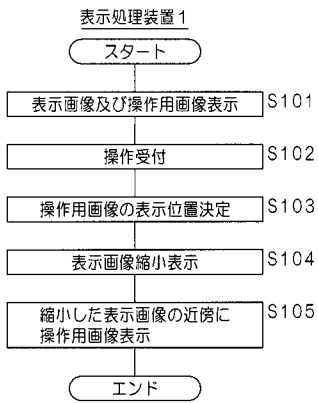 表示処理装置1
スタート
表示画像及び操作用画像表示 S101
操作受付 S102
操作用画像の表示位置決定 S103
表示画像縮小表示 S104
縮小した表示画像の近傍に S105
操作用画像表示
エンド